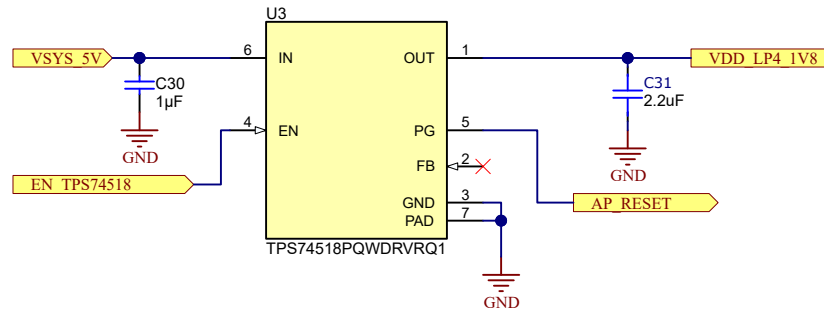 U3
VSYS_5V
6
IN
OUT
1
VDD_LP4_1V8
C30
1µF
C31
2.2uF
GND
4
EN
PG
5
FB
2
GND
EN_TPS74518
GND
3
AP_RESET
PAD
7
TPS74518PQWDRVRQ1
GND